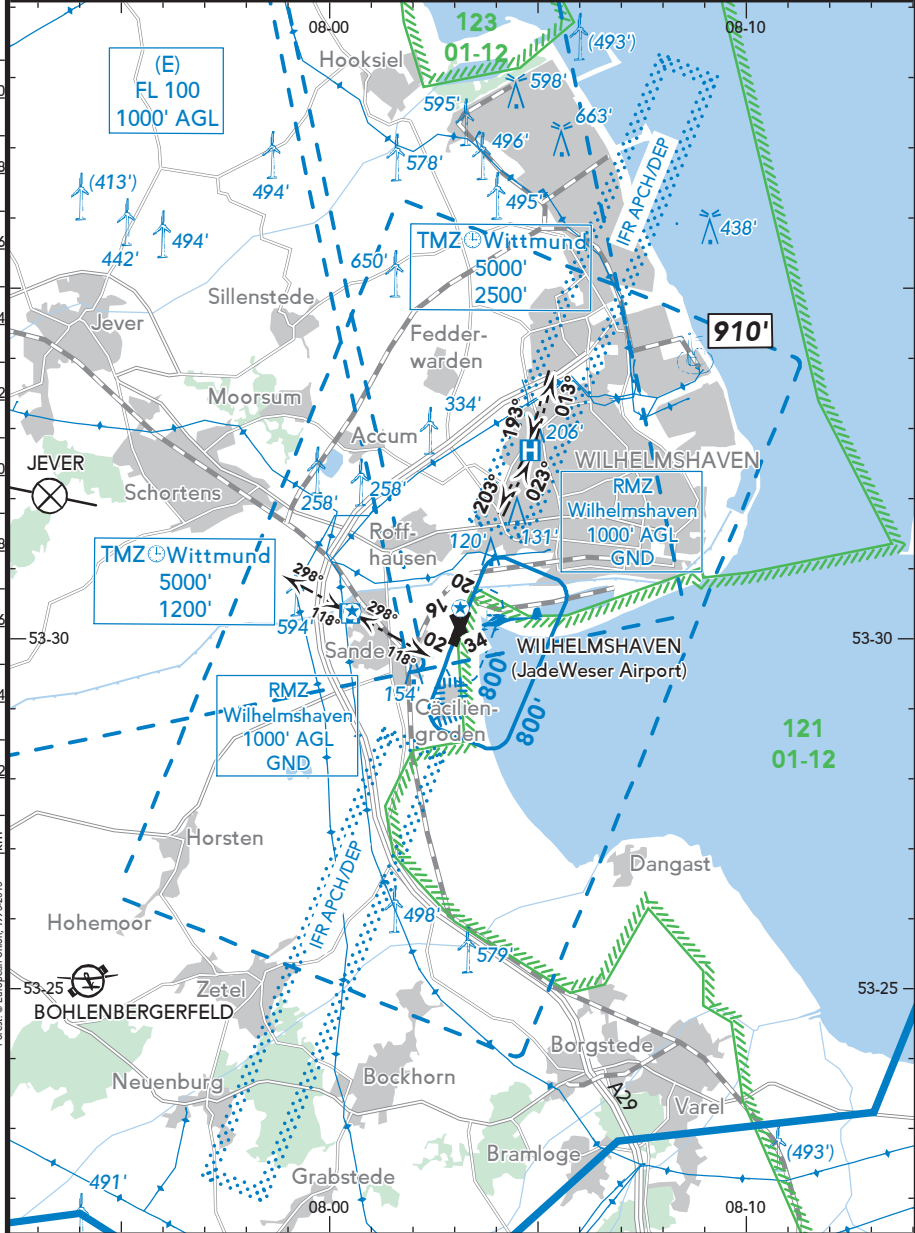 08-00
08-10
123
01-12
(493')
Hooksiel
(E)
FL 100
1000' AGL
598'
595'
663'
496'
578'
494'
495'
(413')
IFR APCH/DEP
438'
442'
494'
TMZ Wittmund
5000'
2500'
650'
Sillenstede
Jever
910'
Fedder-
warden
Moorsum
334'
193°
013°
Accum
206'
H
JEVER
WILHELMSHAVEN
Schortens
258'
258'
203°
023°
RMZ
Wilhelmshaven
1000' AGL
GND
Roff-
hausen
120'
131'
TMZ Wittmund
5000'
1200'
298°
118°
298°
118°
594'
20
16
02
34
53-30
53-30
Sande
WILHELMSHAVEN
(JadeWeser Airport)
154'
800'
800'
RMZ
Wilhelmshaven
1000' AGL
GND
Cäcilien-
groden
121
01-12
Horsten
Dangast
IFR APCH/DEP
498'
Hohemoor
579'
53-25
53-25
Zetel
BOHLENBERGERFELD
Borgstede
Neuenburg
Bockhorn
A29
Varel
Bramloge
(493')
491'
Grabstede
08-00
08-10